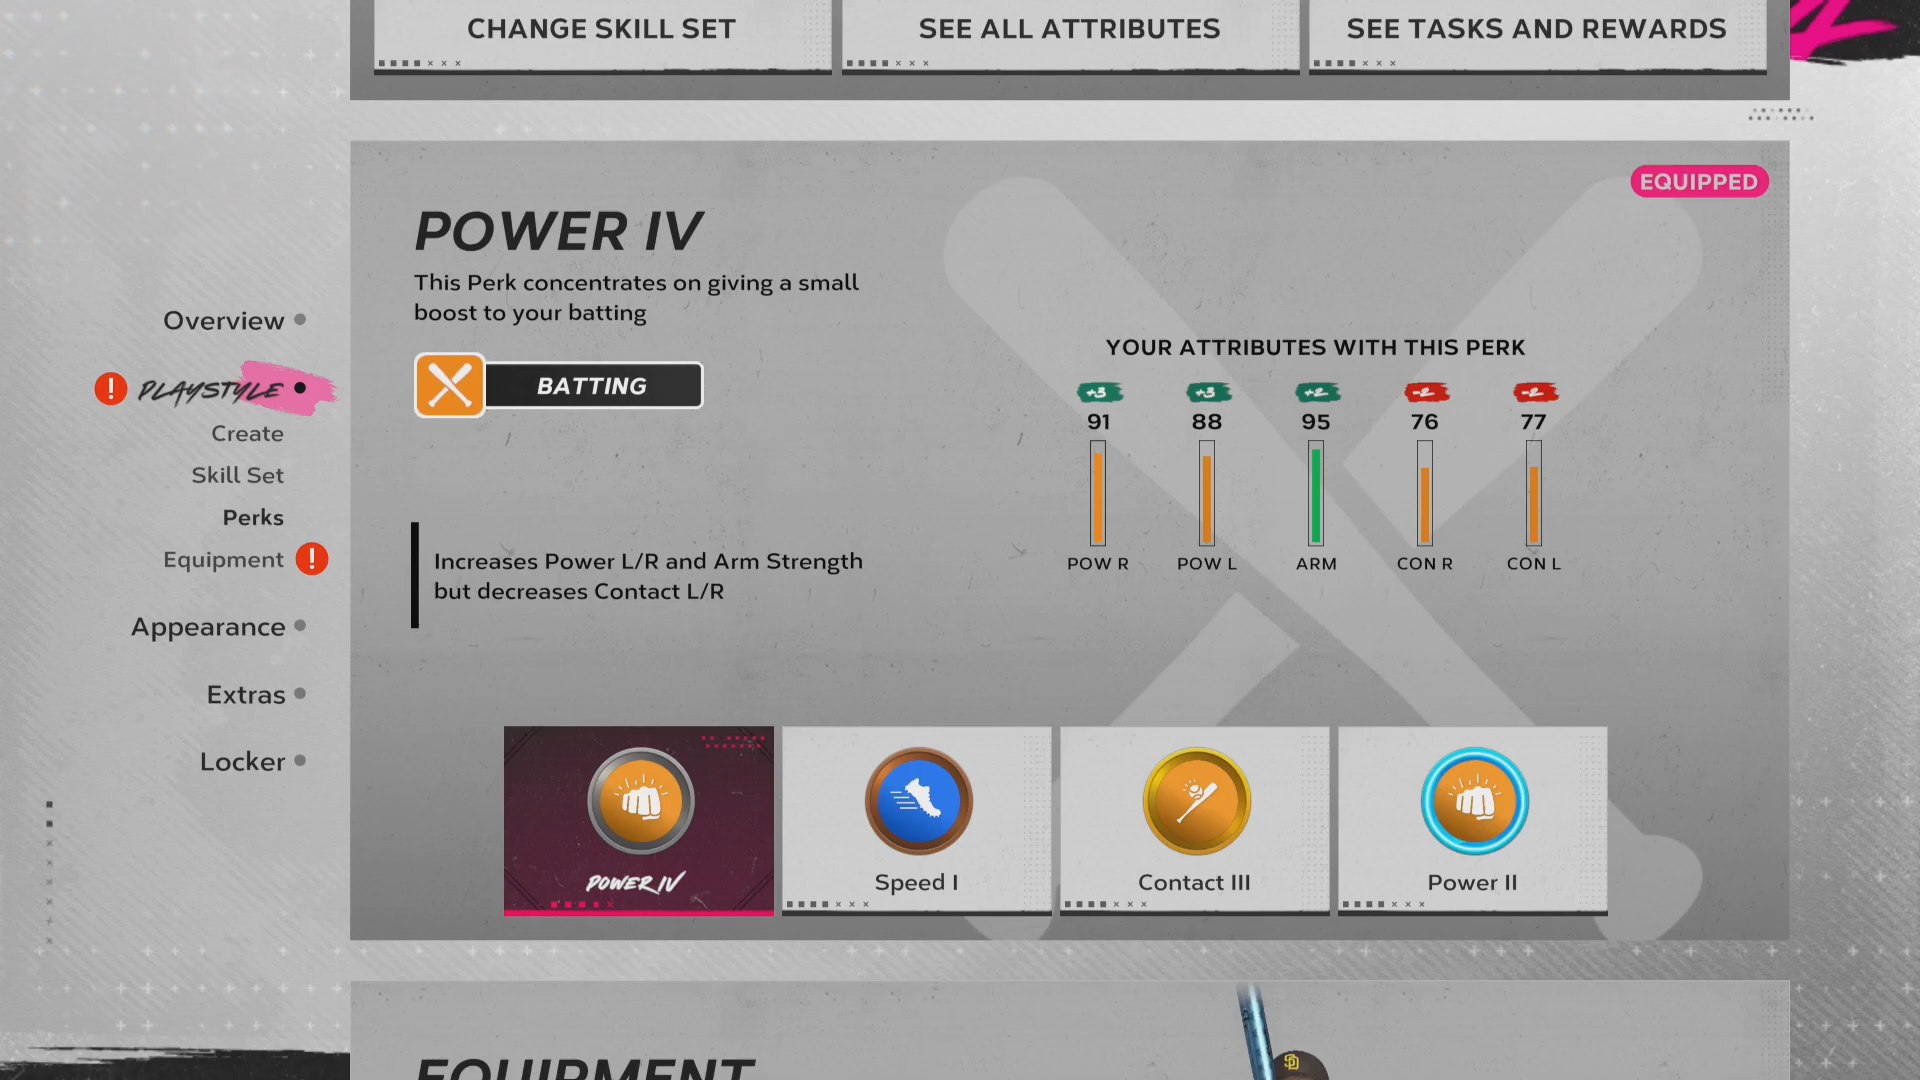 CHANGE SKILL SET
SEE ALL ATTRIBUTES
SEE TASKS AND REWARDS
EQUIPPED
POWER IV
This Perk concentrates on giving a small
boost to your batting
BATTING
Increases Power L/R and Arm Strength
but decreases Contact L/R
YOUR ATTRIBUTES WITH THIS PERK
+3 +3 +2 -2 -2
91 88 95 76 77
POW R POW L ARM CON R CON L
Overview
! PLAYSTYLE
Create
Skill Set
Perks
Equipment !
Appearance
Extras
Locker
POWER IV
Speed I
Contact III
Power II
EQUIPMENT
SD